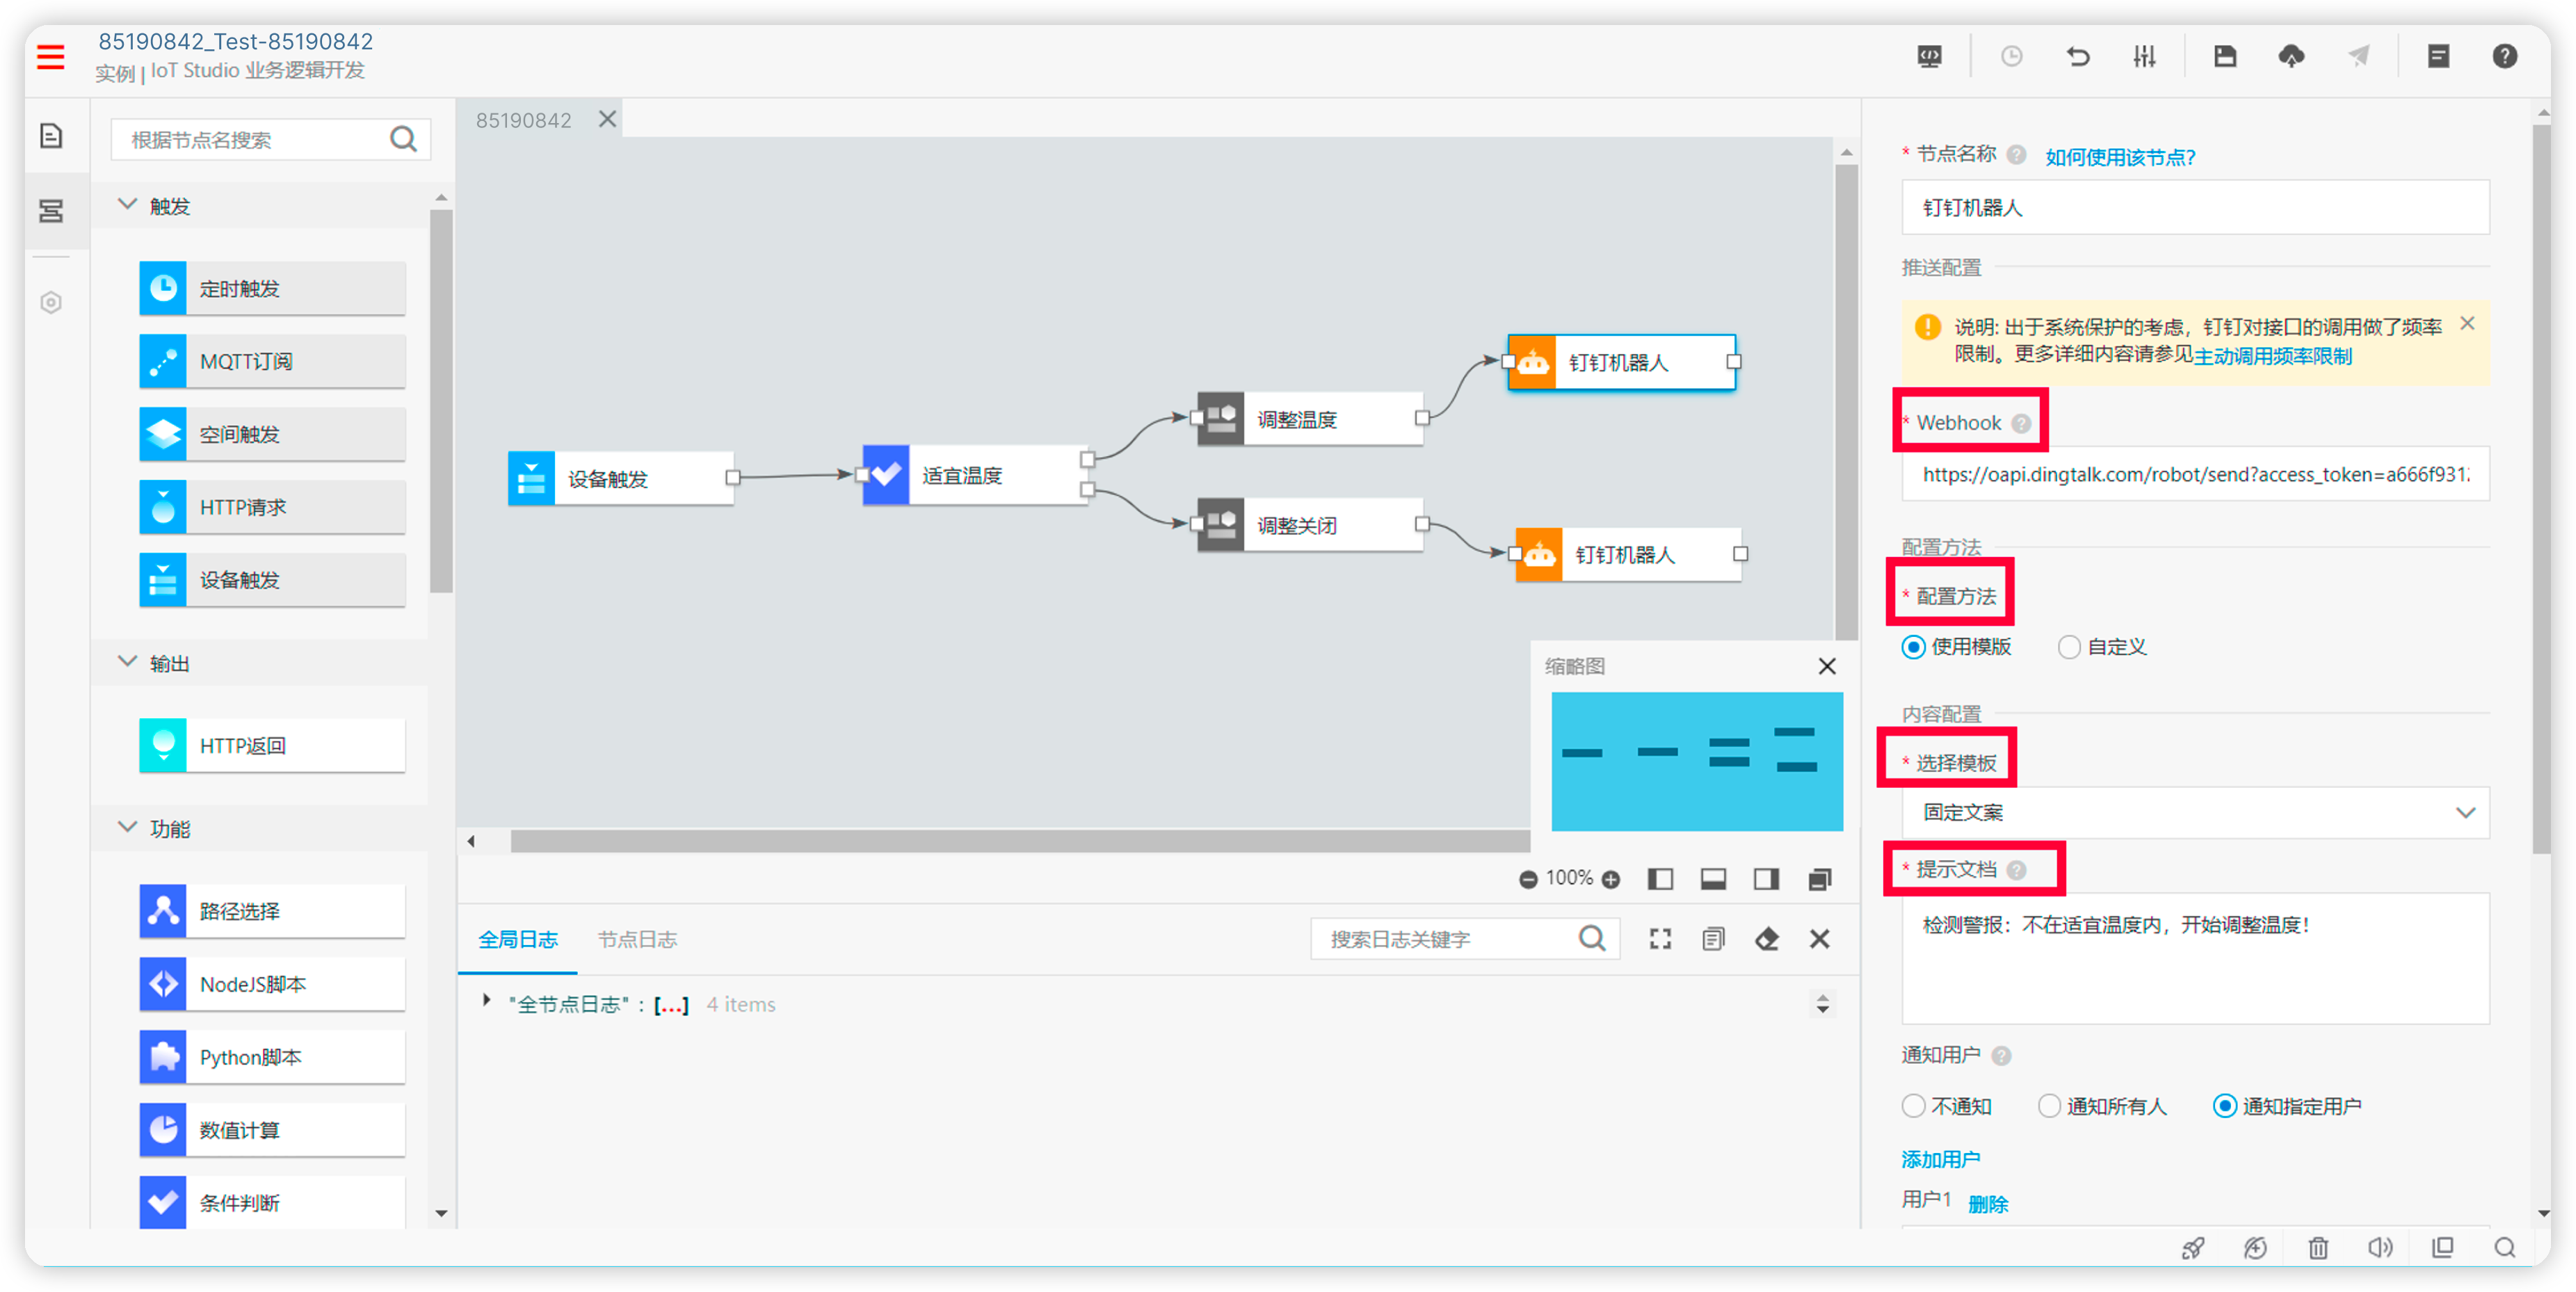 85190842_Test-85190842
实例 | IoT Studio 业务逻辑开发
根据节点名搜索
触发
定时触发
MQTT订阅
空间触发
HTTP请求
设备触发
输出
HTTP返回
功能
路径选择
NodeJS脚本
Python脚本
数值计算
条件判断
85190842
设备触发
适宜温度
调整温度
调整关闭
钉钉机器人
钉钉机器人
缩略图
100%
全局日志 节点日志
搜索日志关键字
"全节点日志" : [...] 4 items
* 节点名称 如何使用该节点?
钉钉机器人
推送配置
说明: 出于系统保护的考虑，钉钉对接口的调用做了频率
限制。更多详细内容请参见主动调用频率限制
* Webhook
https://oapi.dingtalk.com/robot/send?access_token=a666f931
配置方法
* 配置方法
使用模版 自定义
内容配置
* 选择模板
固定文案
* 提示文档
检测警报：不在适宜温度内，开始调整温度！
通知用户
不通知 通知所有人 通知指定用户
添加用户
用户1 删除